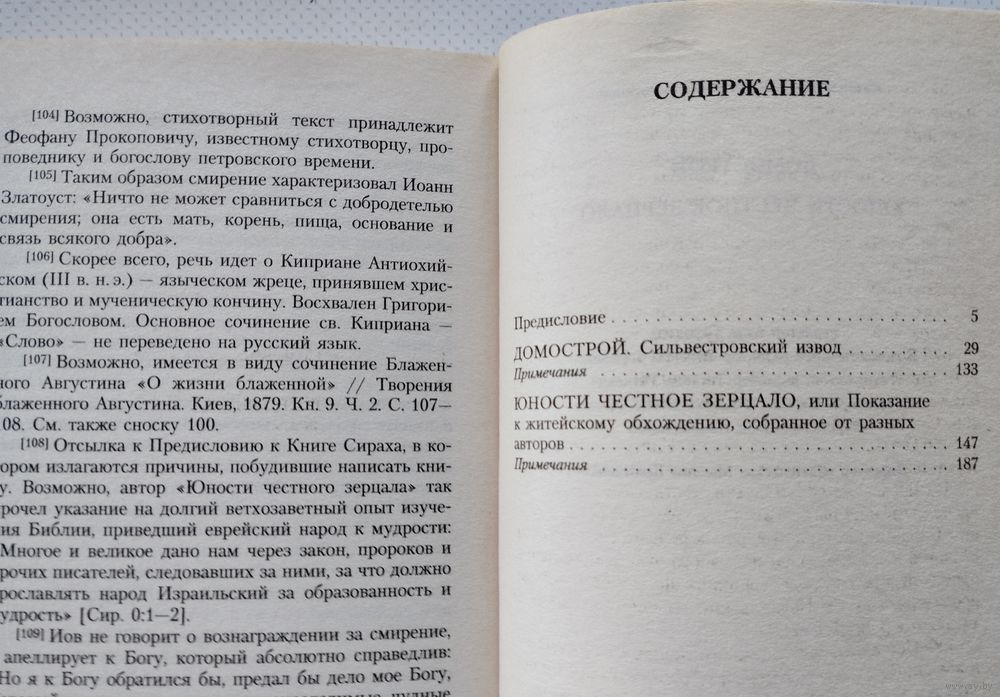 [104] Возможно, стихотворный текст принадлежит
Феофану Прокоповичу, известному стихотворцу, про-
поведнику и богослову петровского времени.
[105] Таким образом смирение характеризовал Иоанн
Златоуст: «Ничто не может сравниться с добродетелью
смирения; она есть мать, корень, пища, основание и
связь всякого добра».
[106] Скорее всего, речь идет о Киприане Антиохий-
ском (III в. н. э.) — языческом жреце, принявшем хрис-
тианство и мученическую кончину. Восхвален Григори-
ем Богословом. Основное сочинение св. Киприана —
«Слово» — не переведено на русский язык.
[107] Возможно, имеется в виду сочинение Блажен-
ного Августина «О жизни блаженной» // Творения
блаженного Августина. Киев, 1879. Кн. 9. Ч. 2. С. 107—
108. См. также сноску 100.
[108] Отсылка к Предисловию к Книге Сираха, в ко-
тором излагаются причины, побудившие написать кни-
у. Возможно, автор «Юности честного зерцала» так
рочел указание на долгий ветхозаветный опыт изуче-
ия Библии, приведший еврейский народ к мудрости:
Многое и великое дано нам через закон, пророков и
рочих писателей, следовавших за ними, за что должно
рославлять народ Израильский за образованность и
удрость» [Сир. 0:1—2].
[109] Иов не говорит о вознаграждении за смирение,
апеллирует к Богу, который абсолютно справедлив:
Но я к Богу обратился бы, предал бы дело мое Богу,
СОДЕРЖАНИЕ
Предисловие . . . . . . . . . . . . . . . . . . . . . . . . . . . . 5
ДОМОСТРОЙ. Сильвестровский извод . . . . . . . . . 29
Примечания . . . . . . . . . . . . . . . . . . . . . . . . . . . . 133
ЮНОСТИ ЧЕСТНОЕ ЗЕРЦАЛО, или Показание
к житейскому обхождению, собранное от разных
авторов . . . . . . . . . . . . . . . . . . . . . . . . . . . . . . . 147
Примечания . . . . . . . . . . . . . . . . . . . . . . . . . . . . 187